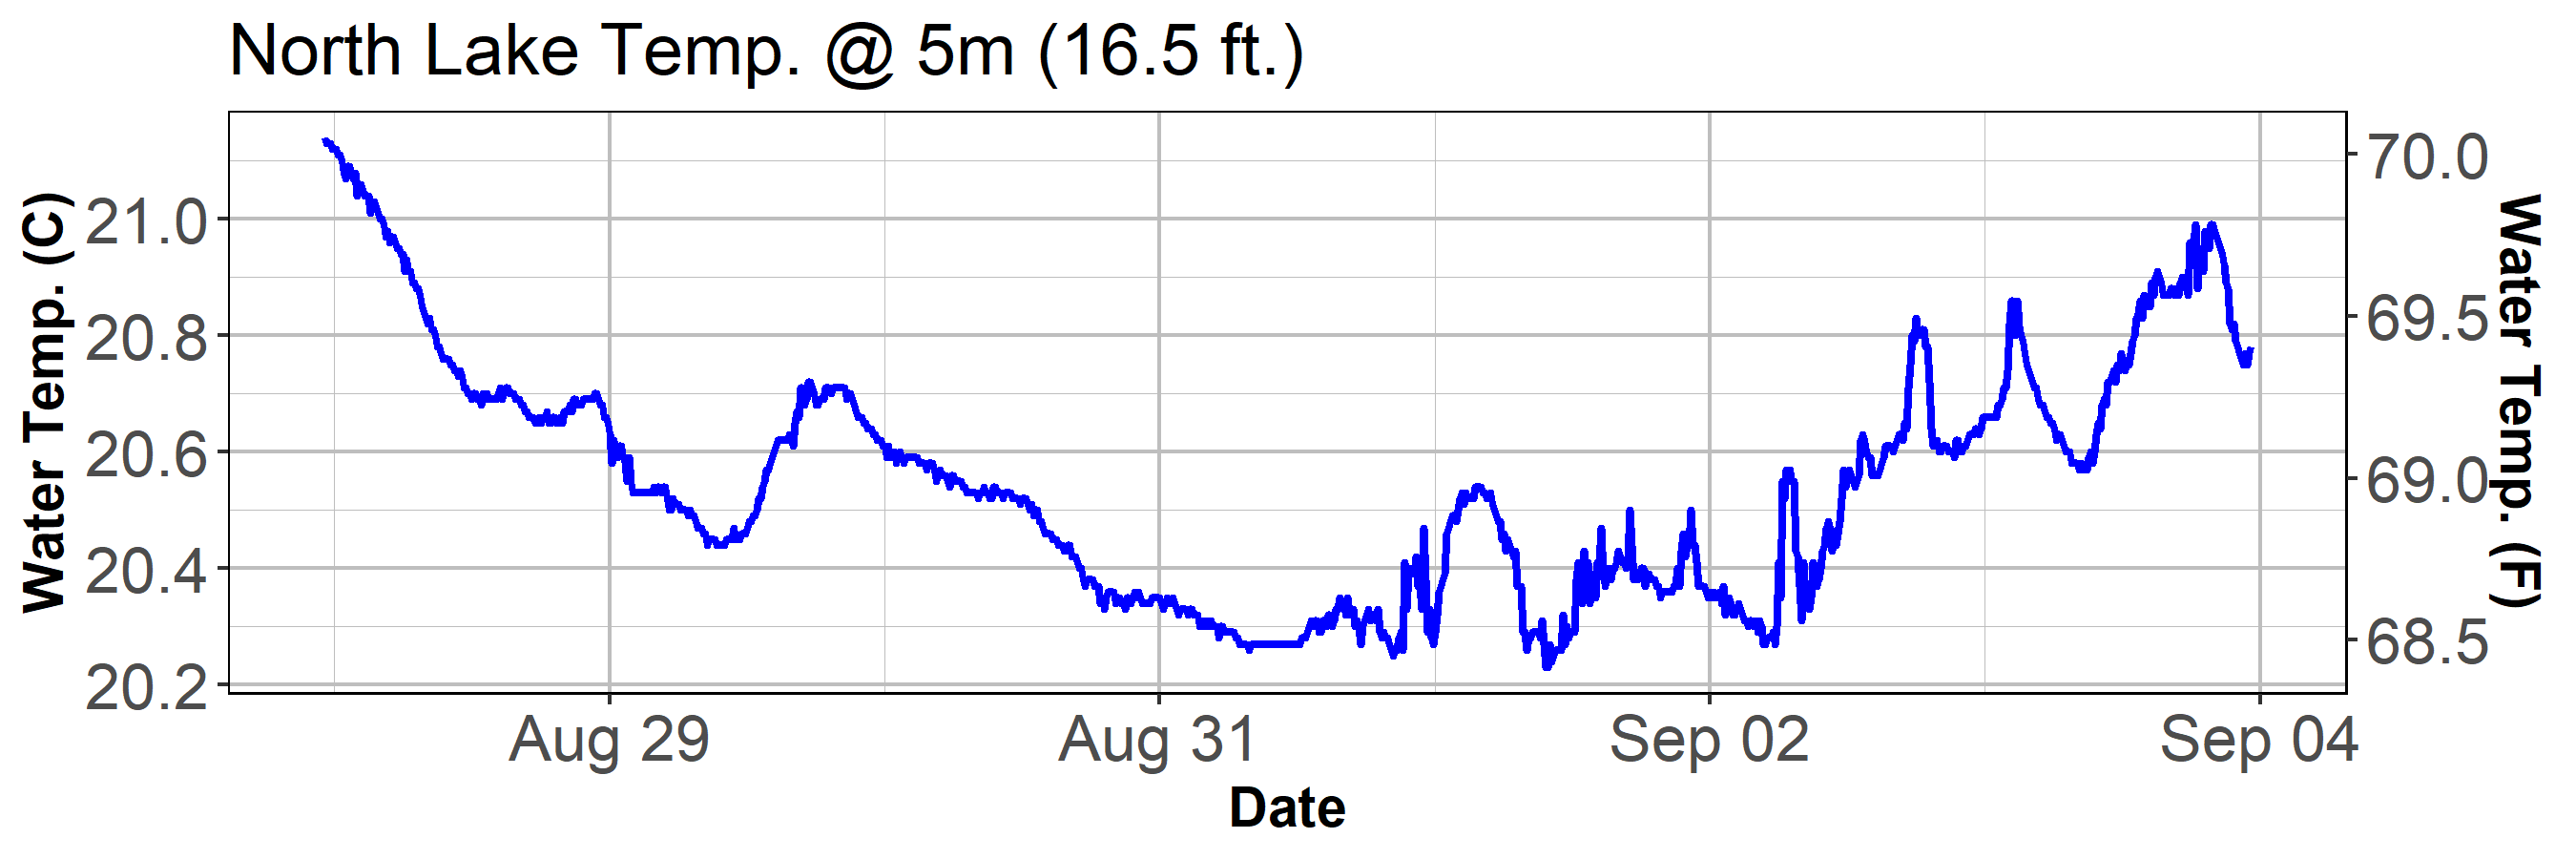 North Lake Temp. @ 5m (16.5 ft.)
Water Temp. (C)
21.0
20.8
20.6
20.4
20.2
70.0
69.5
69.0
68.5
Water Temp. (F)
Aug 29 Aug 31 Sep 02 Sep 04
Date